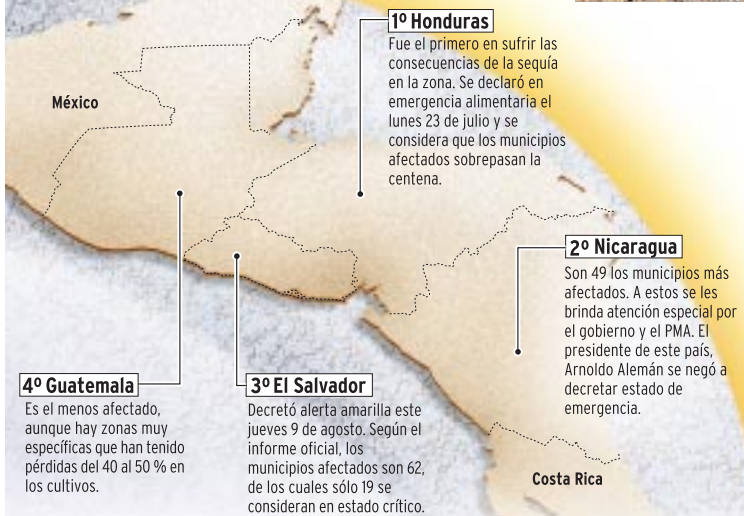 1º Honduras
Fue el primero en sufrir las
consecuencias de la sequía
en la zona. Se declaró en
emergencia alimentaria el
lunes 23 de julio y se
considera que los municipios
afectados sobrepasan la
centena.
México
2º Nicaragua
Son 49 los municipios más
afectados. A estos se les
brinda atención especial por
el gobierno y el PMA. El
presidente de este país,
Arnoldo Alemán se negó a
decretar estado de
emergencia.
4º Guatemala
Es el menos afectado,
aunque hay zonas muy
específicas que han tenido
pérdidas del 40 al 50 % en
los cultivos.
3º El Salvador
Decretó alerta amarilla este
jueves 9 de agosto. Según el
informe oficial, los
municipios afectados son 62,
de los cuales sólo 19 se
consideran en estado crítico.
Costa Rica